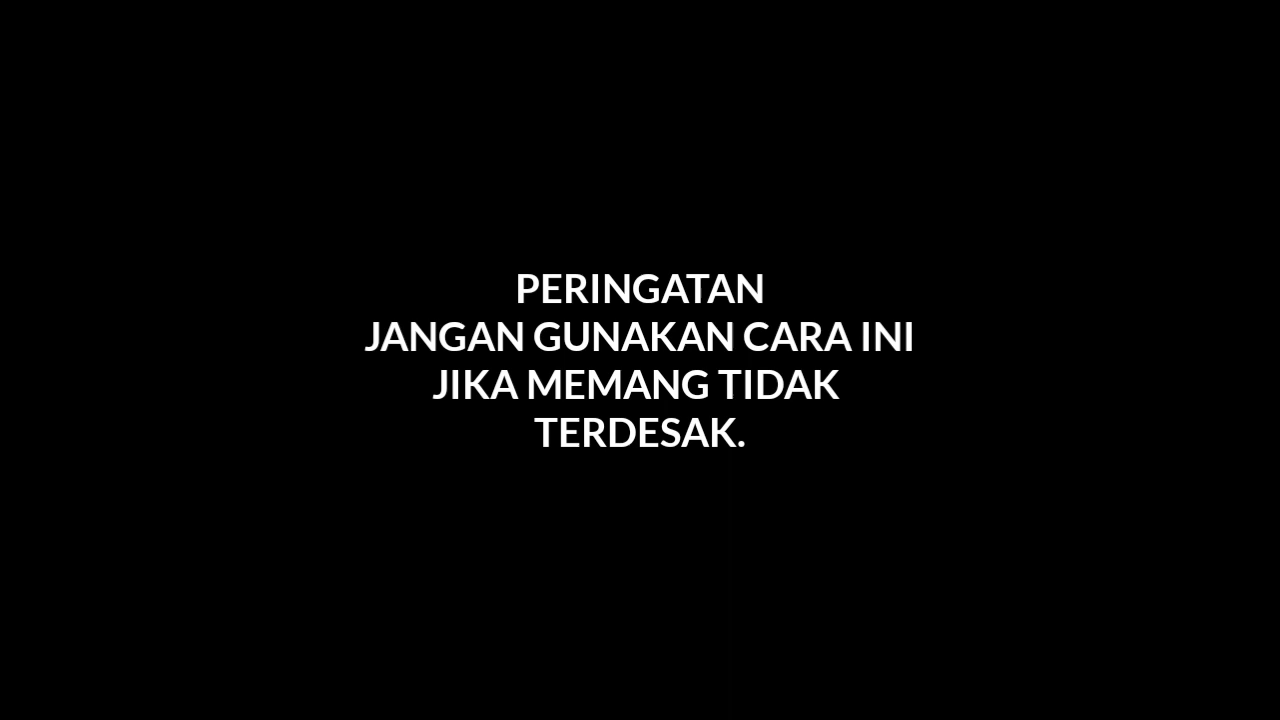 PERINGATAN
JANGAN GUNAKAN CARA INI
JIKA MEMANG TIDAK
TERDESAK.